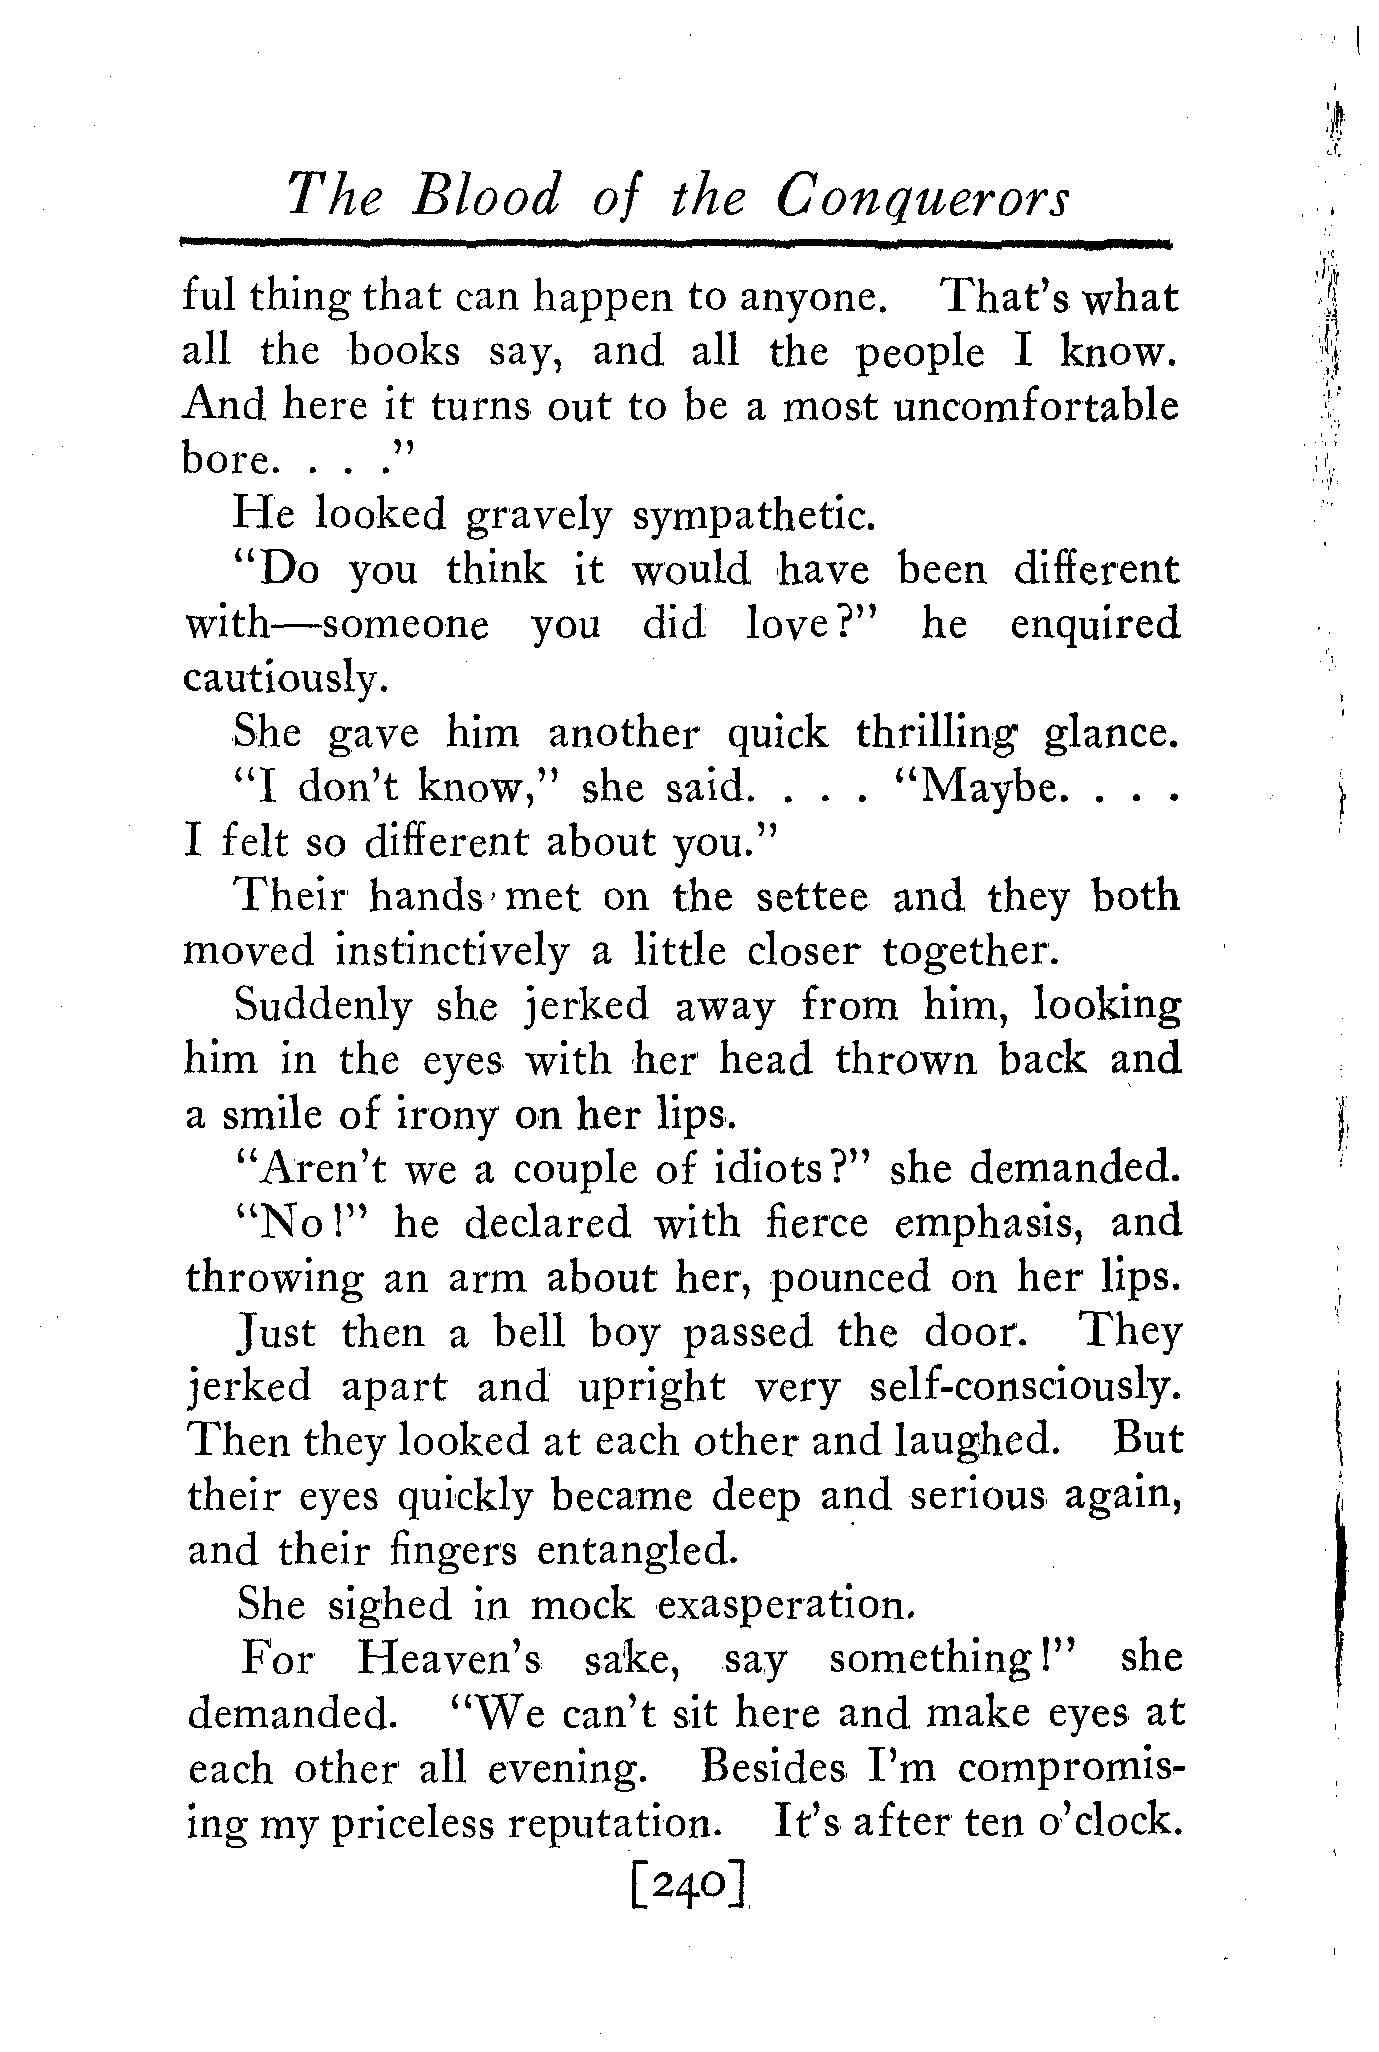 The Blood of the Conquerors
ful thing that can happen to anyone. That's what
all the books say, and all the people I know.
And here it turns out to be a most uncomfortable
bore. . . ."
He looked gravely sympathetic.
"Do you think it would have been different
with—someone you did love?" he enquired
cautiously.
She gave him another quick thrilling glance.
"I don't know," she said. . . . "Maybe. . . .
I felt so different about you."
Their hands met on the settee and they both
moved instinctively a little closer together.
Suddenly she jerked away from him, looking
him in the eyes with her head thrown back and
a smile of irony on her lips.
"Aren't we a couple of idiots?" she demanded.
"No!" he declared with fierce emphasis, and
throwing an arm about her, pounced on her lips.
Just then a bell boy passed the door. They
jerked apart and upright very self-consciously.
Then they looked at each other and laughed. But
their eyes quickly became deep and serious again,
and their fingers entangled.
She sighed in mock exasperation.
For Heaven's sake, say something!" she
demanded. "We can't sit here and make eyes at
each other all evening. Besides I'm compromis-
ing my priceless reputation. It's after ten o'clock.
[240]